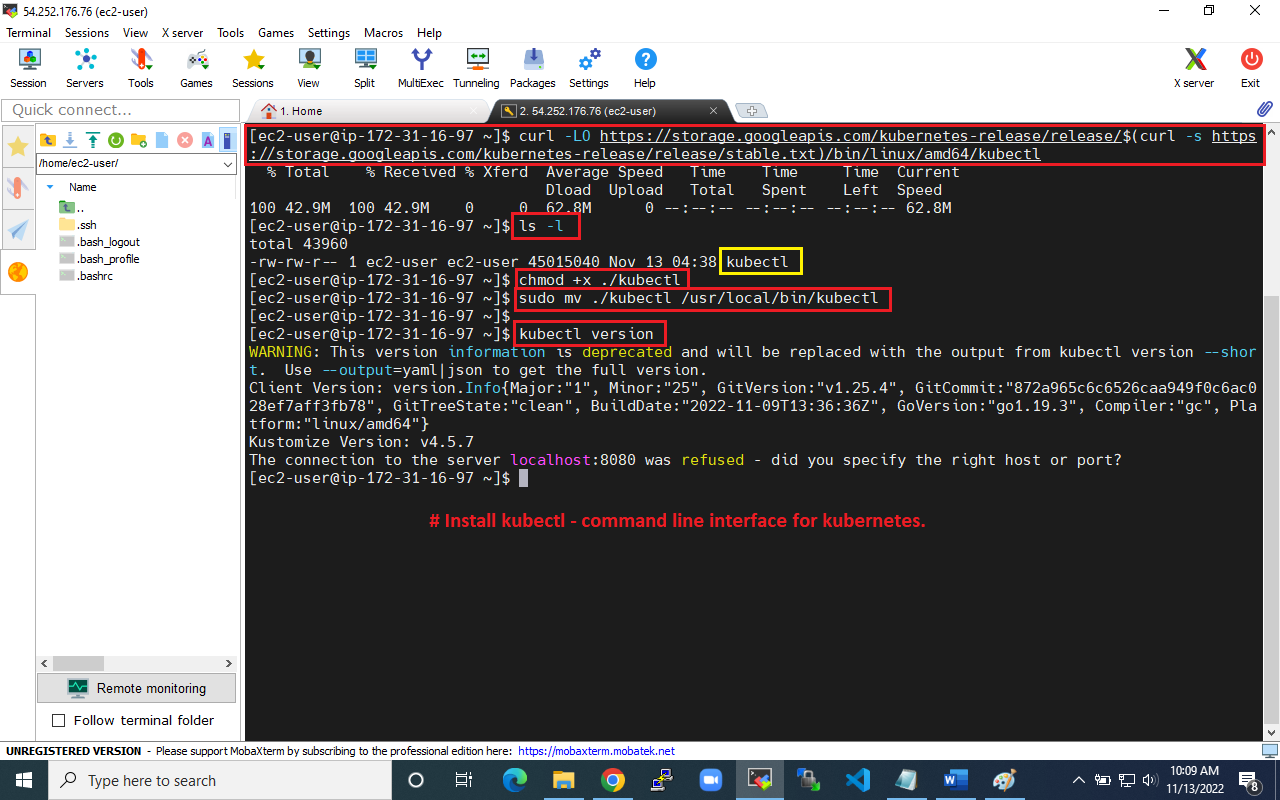 54.252.176.76 (ec2-user)
Terminal Sessions View X server Tools Games Settings Macros Help
Session Servers Tools Games Sessions View Split MultiExec Tunneling Packages Settings Help X server Exit
Quick connect...
1. Home
2. 54.252.176.76 (ec2-user)
/home/ec2-user/
Name
..
.ssh
.bash_logout
.bash_profile
.bashrc
[ec2-user@ip-172-31-16-97 ~]$ curl -LO https://storage.googleapis.com/kubernetes-release/release/$(curl -s https
://storage.googleapis.com/kubernetes-release/release/stable.txt)/bin/linux/amd64/kubectl
% Total % Received % Xferd Average Speed Time Time Time Current
Dload Upload Total Spent Left Speed
100 42.9M 100 42.9M 0 0 62.8M 0 --:--:-- --:--:-- --:--:-- 62.8M
[ec2-user@ip-172-31-16-97 ~]$ ls -l
total 43960
-rw-rw-r-- 1 ec2-user ec2-user 45015040 Nov 13 04:38 kubectl
[ec2-user@ip-172-31-16-97 ~]$ chmod +x ./kubectl
[ec2-user@ip-172-31-16-97 ~]$ sudo mv ./kubectl /usr/local/bin/kubectl
[ec2-user@ip-172-31-16-97 ~]$
[ec2-user@ip-172-31-16-97 ~]$ kubectl version
WARNING: This version information is deprecated and will be replaced with the output from kubectl version --shor
t.  Use --output=yaml|json to get the full version.
Client Version: version.Info{Major:"1", Minor:"25", GitVersion:"v1.25.4", GitCommit:"872a965c6c6526caa949f0c6ac0
28ef7aff3fb78", GitTreeState:"clean", BuildDate:"2022-11-09T13:36:36Z", GoVersion:"go1.19.3", Compiler:"gc", Pla
tform:"linux/amd64"}
Kustomize Version: v4.5.7
The connection to the server localhost:8080 was refused - did you specify the right host or port?
[ec2-user@ip-172-31-16-97 ~]$
# Install kubectl - command line interface for kubernetes.
Remote monitoring
Follow terminal folder
UNREGISTERED VERSION - Please support MobaXterm by subscribing to the professional edition here: https://mobaxterm.mobatek.net
Type here to search
10:09 AM
11/13/2022
8